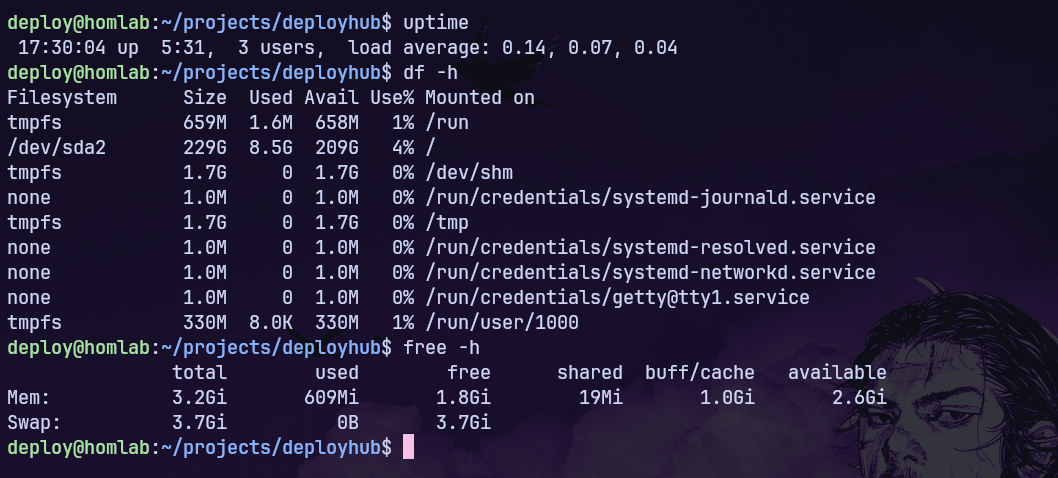 deploy@homlab:~/projects/deployhub$ uptime
 17:30:04 up  5:31,  3 users,  load average: 0.14, 0.07, 0.04
deploy@homlab:~/projects/deployhub$ df -h
Filesystem      Size  Used Avail Use% Mounted on
tmpfs           659M  1.6M  658M   1% /run
/dev/sda2       229G  8.5G  209G   4% /
tmpfs           1.7G     0  1.7G   0% /dev/shm
none            1.0M     0  1.0M   0% /run/credentials/systemd-journald.service
tmpfs           1.7G     0  1.7G   0% /tmp
none            1.0M     0  1.0M   0% /run/credentials/systemd-resolved.service
none            1.0M     0  1.0M   0% /run/credentials/systemd-networkd.service
none            1.0M     0  1.0M   0% /run/credentials/getty@tty1.service
tmpfs           330M  8.0K  330M   1% /run/user/1000
deploy@homlab:~/projects/deployhub$ free -h
               total        used        free      shared  buff/cache   available
Mem:           3.2Gi       609Mi       1.8Gi        19Mi       1.0Gi       2.6Gi
Swap:          3.7Gi          0B       3.7Gi
deploy@homlab:~/projects/deployhub$